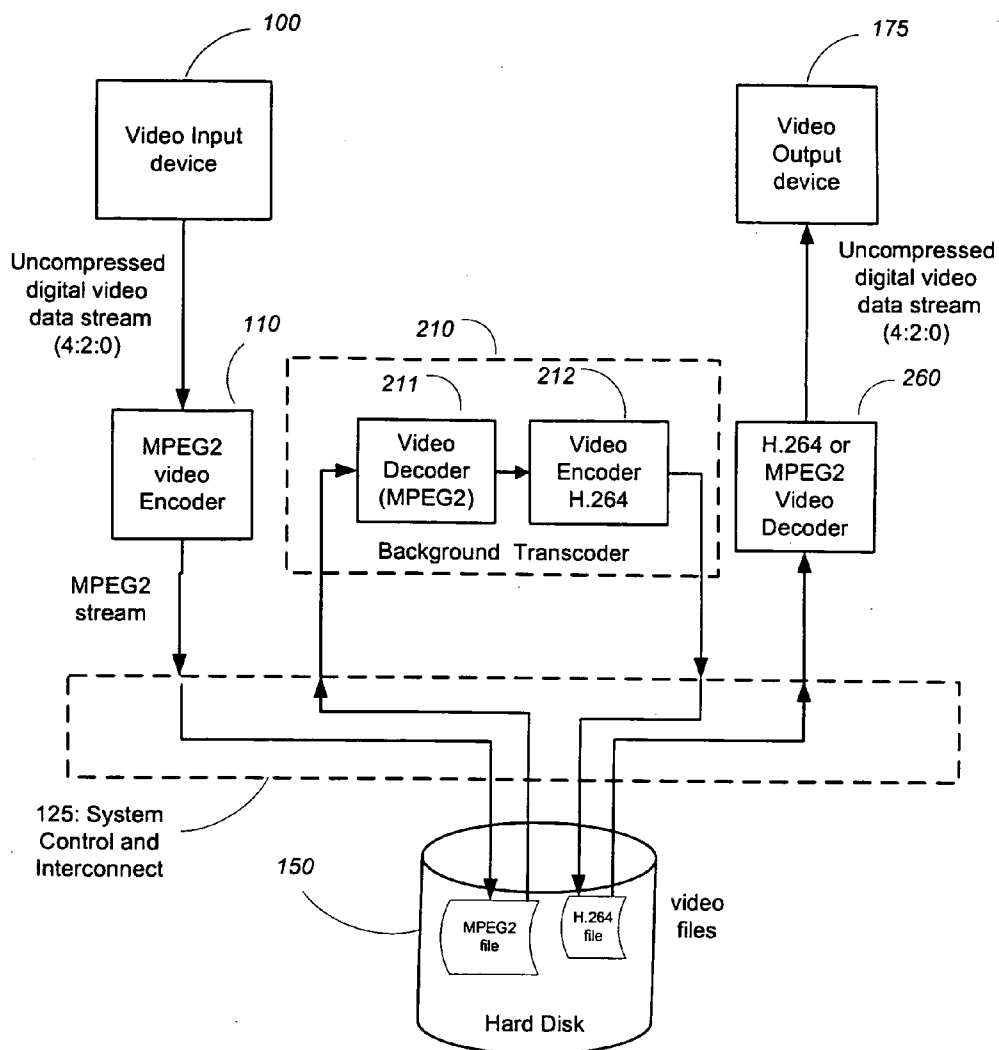 100
Video Input
device
Uncompressed
digital video
data stream
(4:2:0)
110
MPEG2
video
Encoder
MPEG2
stream
210
211
Video
Decoder
(MPEG2)
212
Video
Encoder
H.264
Background Transcoder
175
Video
Output
device
Uncompressed
digital video
data stream
(4:2:0)
260
H.264 or
MPEG2
Video
Decoder
125: System
Control and
Interconnect
150
MPEG2
file
H.264
file
video
files
Hard Disk